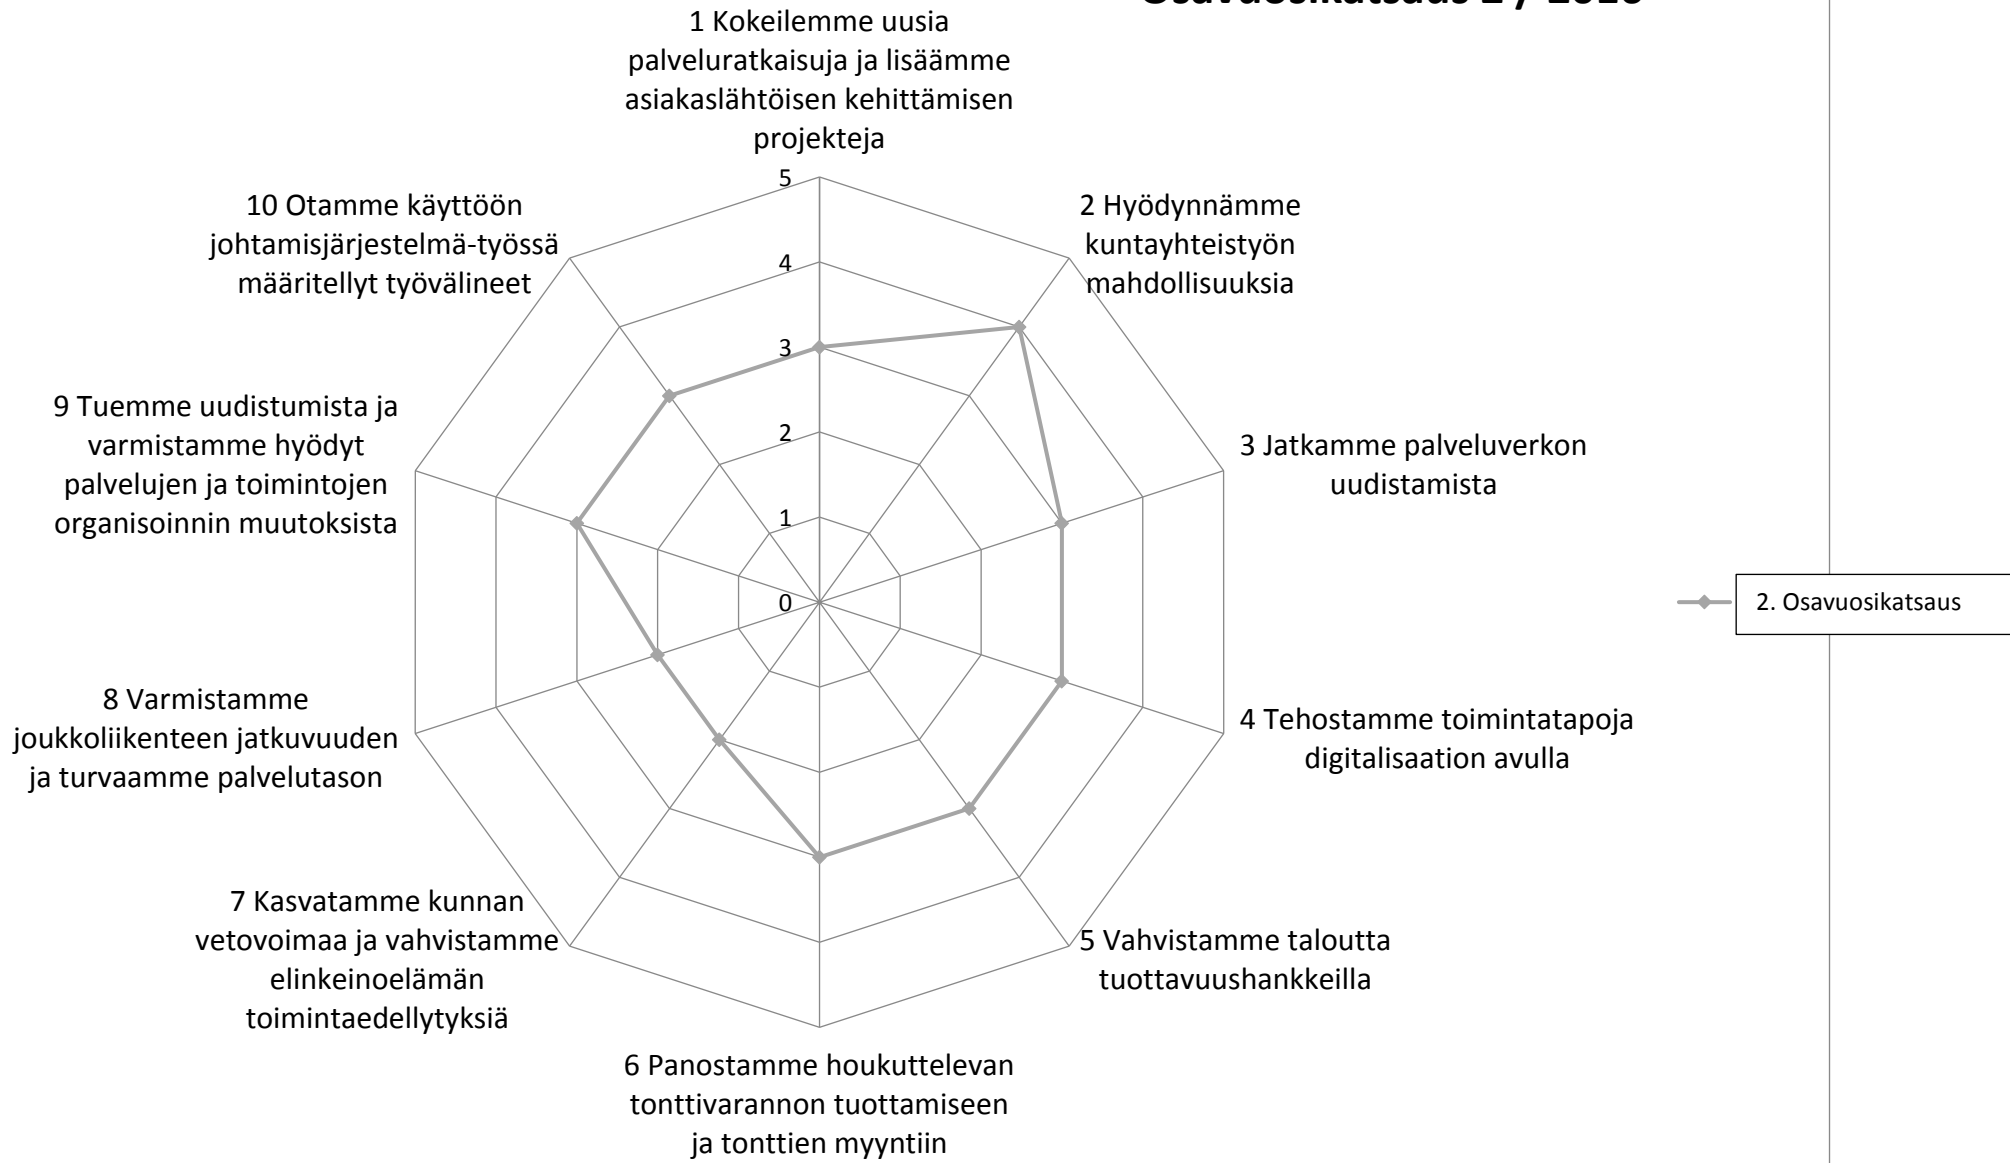 Osavuosikatsaus 2 /
1 Kokeilemme uusia
palveluratkaisuja ja lisäämme
asiakaslähtöisen kehittämisen
projekteja
2 Hyödynnämme
kuntayhteistyön
mahdollisuuksia
3 Jatkamme palveluverkon
uudistamista
4 Tehostamme toimintatapoja
digitalisaation avulla
5 Vahvistamme taloutta
tuottavuushankkeilla
6 Panostamme houkuttelevan
tonttivarannon tuottamiseen
ja tonttien myyntiin
7 Kasvatamme kunnan
vetovoimaa ja vahvistamme
elinkeinoelämän
toimintaedellytyksiä
8 Varmistamme
joukkoliikenteen jatkuvuuden
ja turvaamme palvelutason
9 Tuemme uudistumista ja
varmistamme hyödyt
palvelujen ja toimintojen
organisoinnin muutoksista
10 Otamme käyttöön
johtamisjärjestelmä-työssä
määritellyt työvälineet
5
4
3
2
1
0
2. Osavuosikatsaus